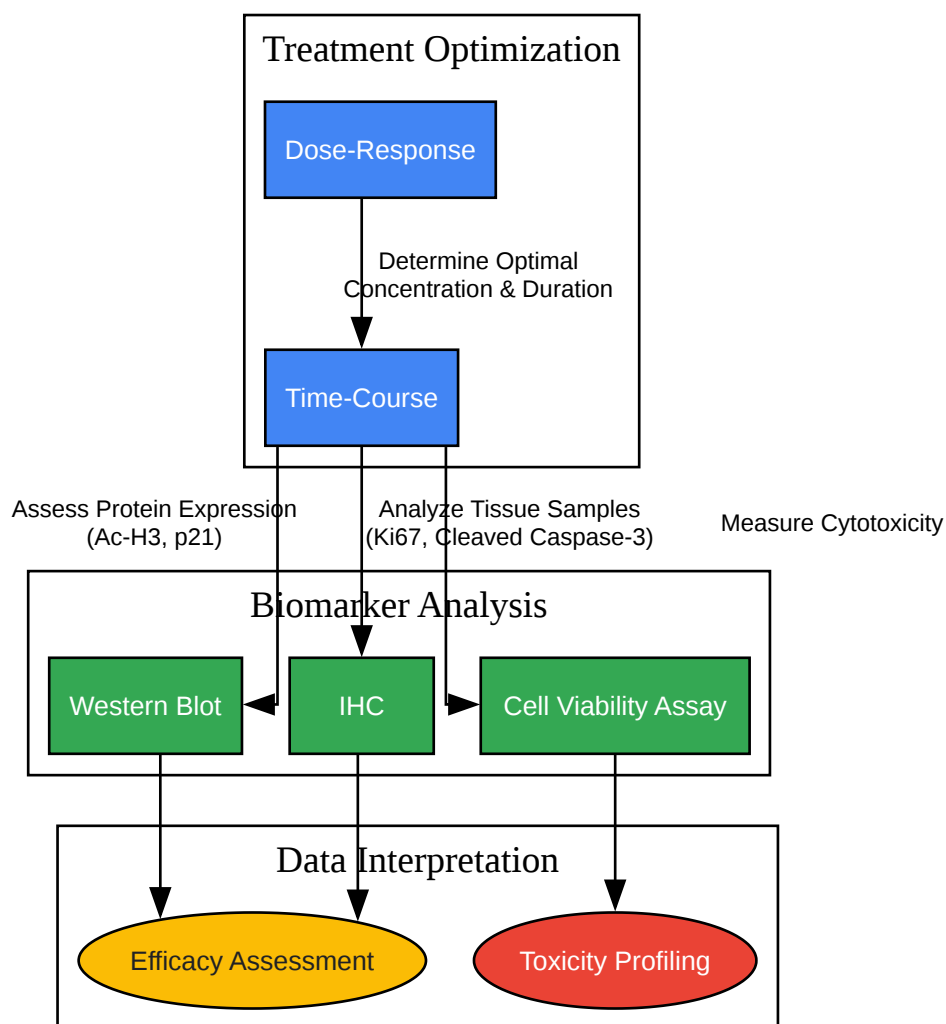 Treatment Optimization
Dose-Response
Determine Optimal
Concentration & Duration
Time-Course
Assess Protein Expression
(Ac-H3, p21)
Analyze Tissue Samples
(Ki67, Cleaved Caspase-3)
Measure Cytotoxicity
Biomarker Analysis
Western Blot
IHC
Cell Viability Assay
Data Interpretation
Efficacy Assessment
Toxicity Profiling